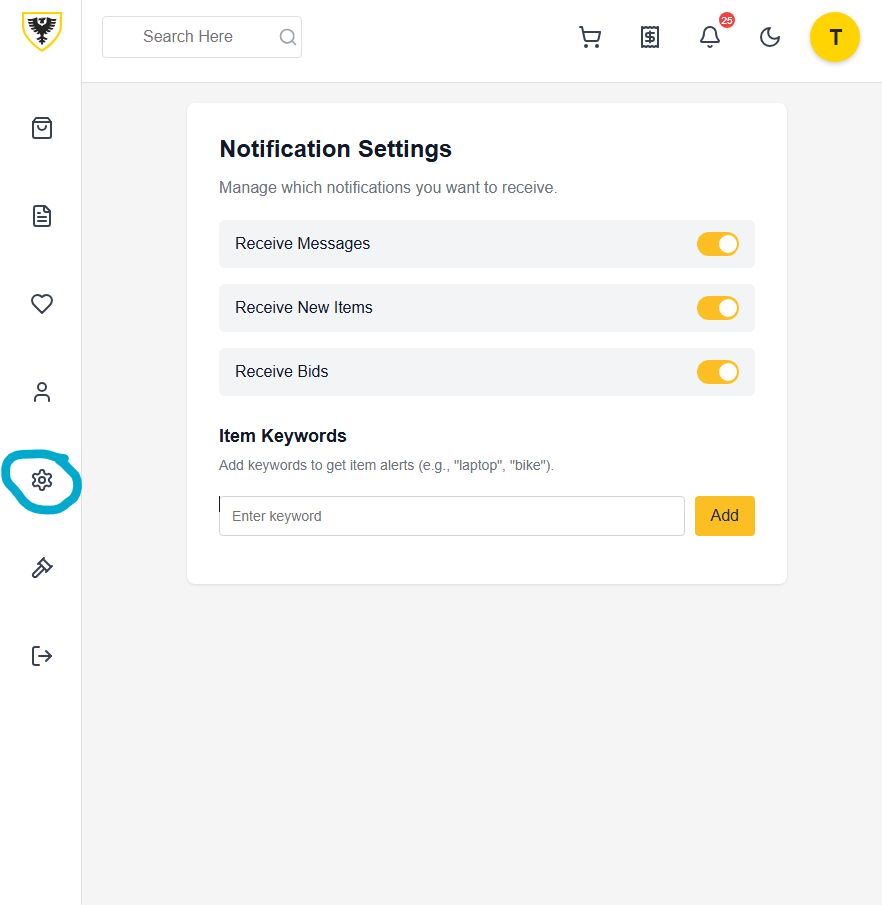 Search Here
25
T
Notification Settings
Manage which notifications you want to receive.
Receive Messages
Receive New Items
Receive Bids
Item Keywords
Add keywords to get item alerts (e.g., "laptop", "bike").
Enter keyword
Add